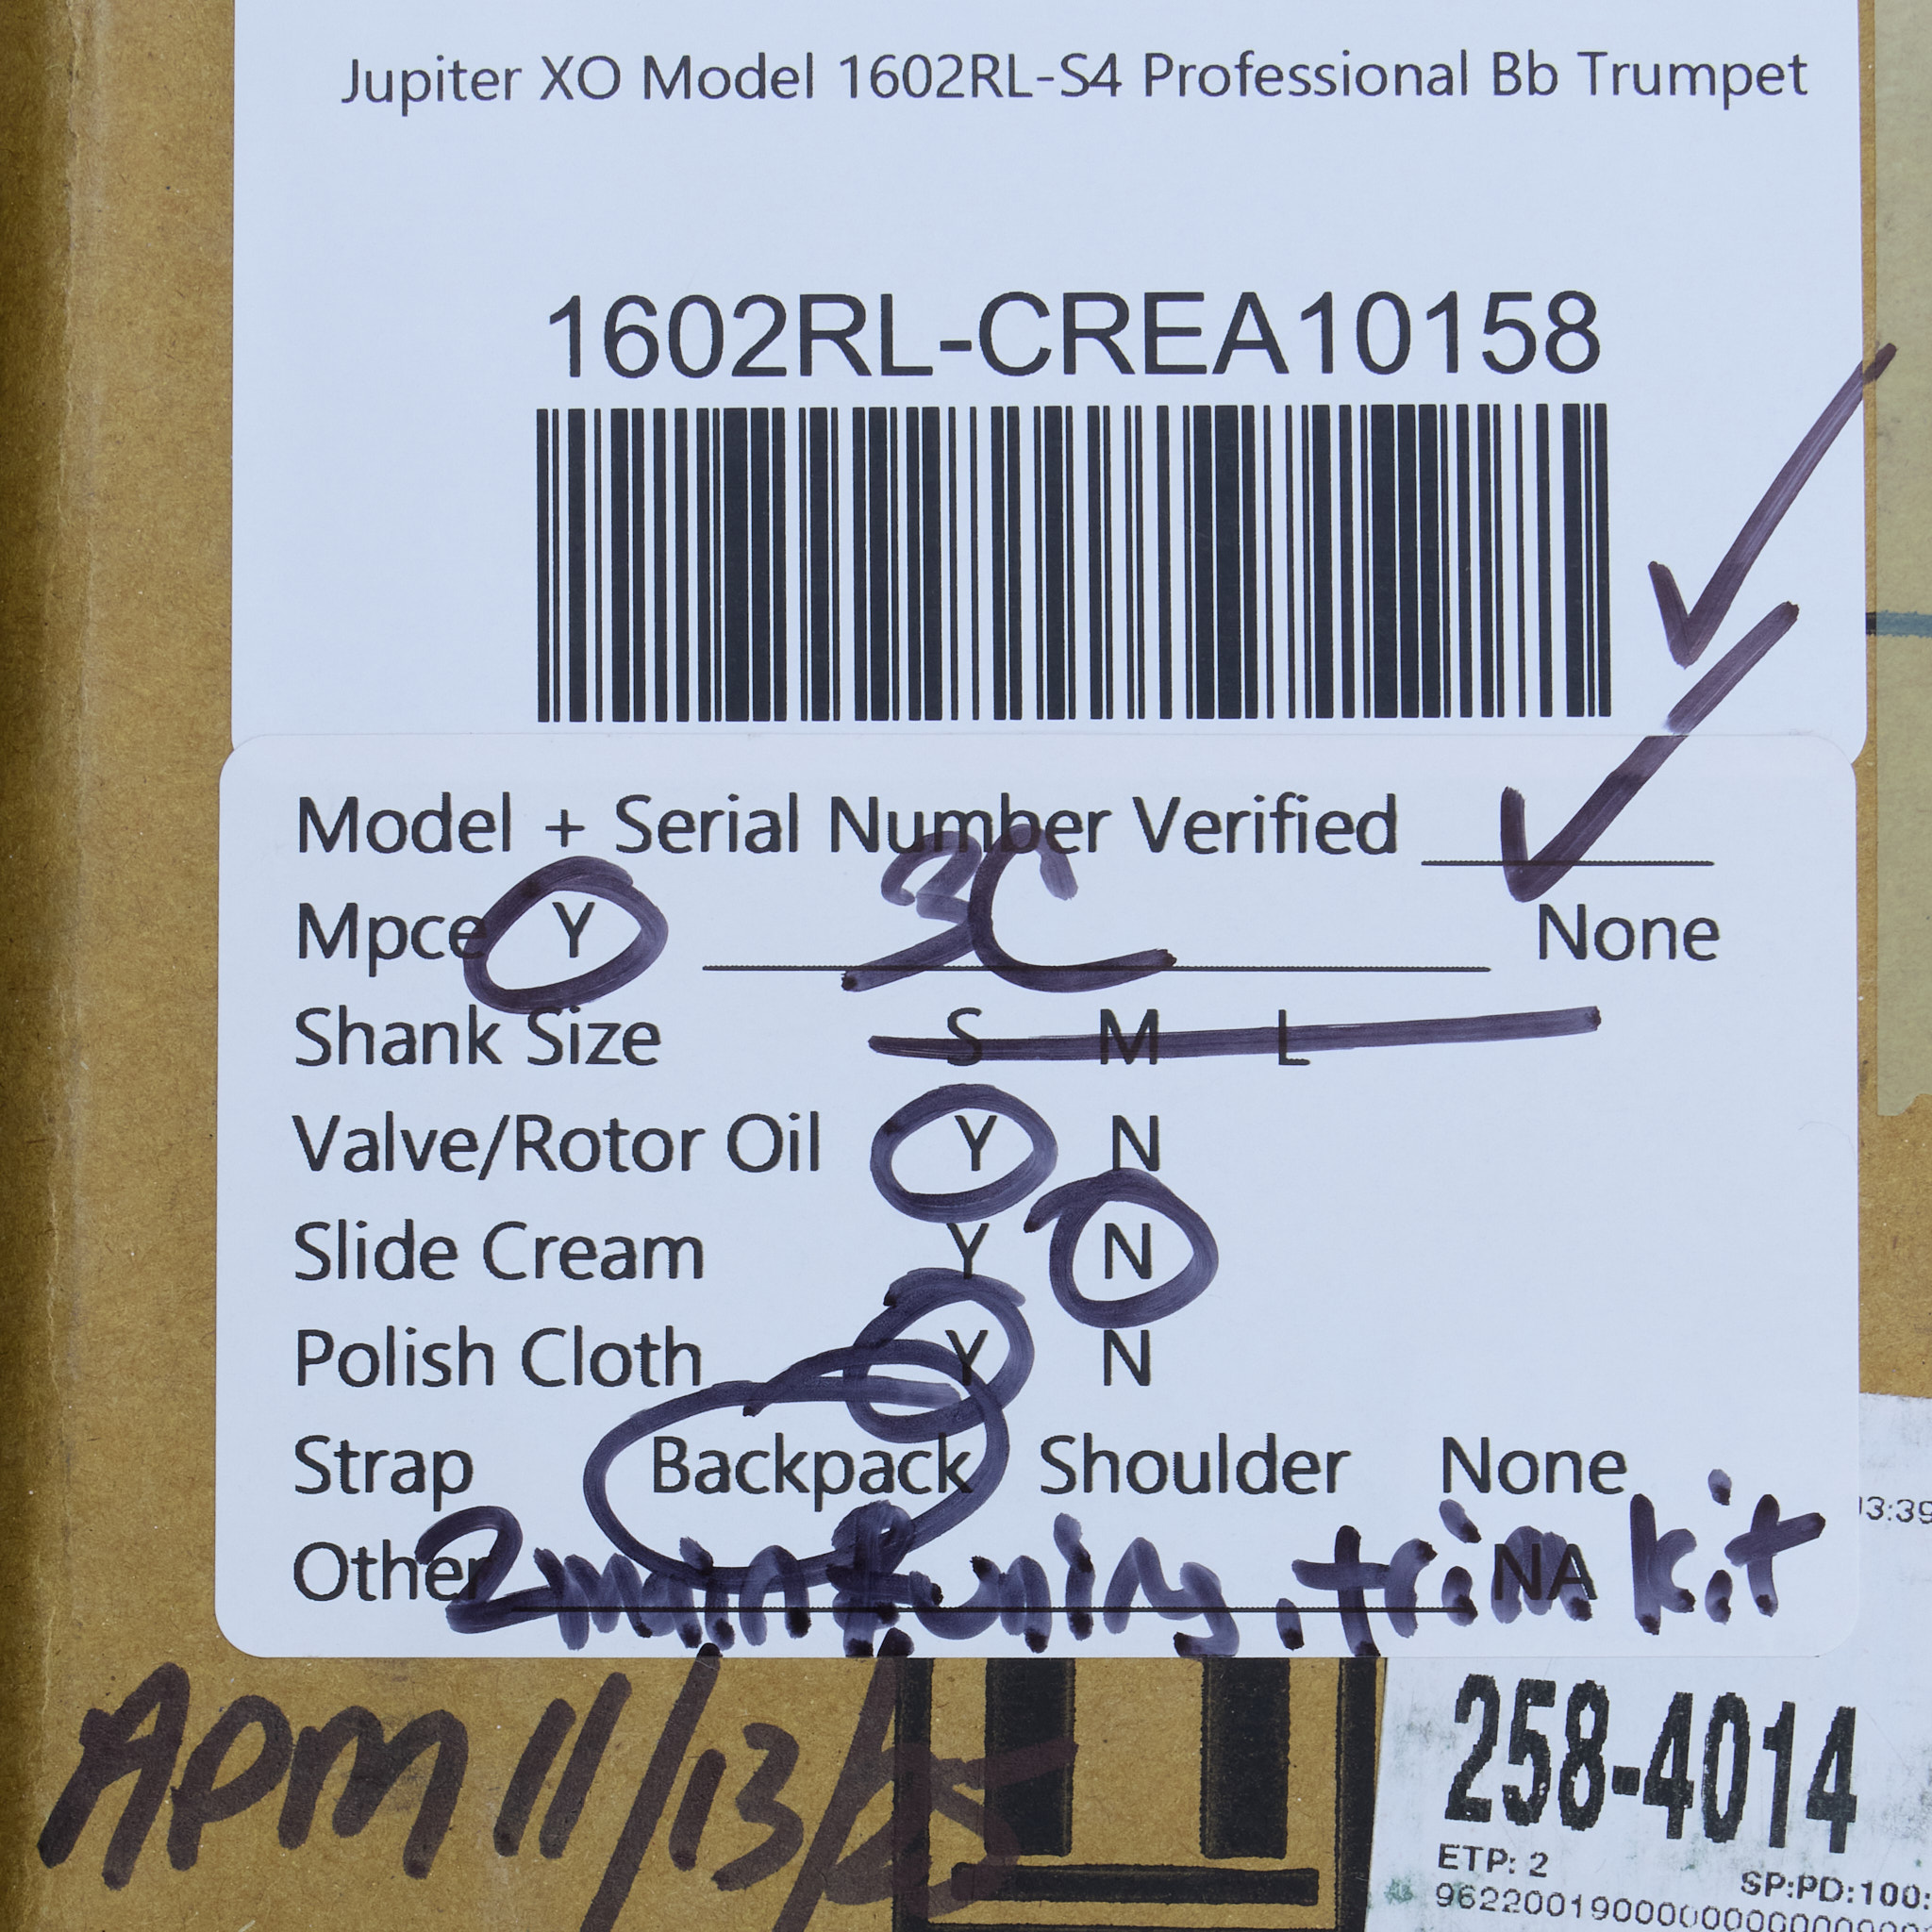 Jupiter XO Model 1602RL-S4 Professional Bb Trumpet
1602RL-CREA10158
Model + Serial Number Verified ✓
Mpce Y 3C None
Shank Size S M L
Valve/Rotor Oil Y N
Slide Cream Y N
Polish Cloth Y N
Strap Backpack Shoulder None
13:39
Other 2 main tuning, trim kit NA
APM 11/13/25
258-4014
ETP: 2
SP:PD:100: